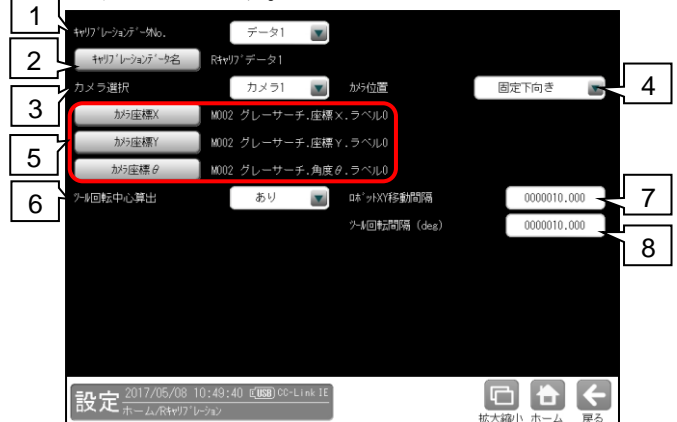 1
ｷｬﾘﾌﾞﾚｰｼｮﾝﾃﾞｰﾀNo. データ1
2
ｷｬﾘﾌﾞﾚｰｼｮﾝﾃﾞｰﾀ名 Rｷｬﾘﾌﾞデータ1
3
カメラ選択 カメラ1 ｶﾒﾗ位置 固定下向き
4
5
ｶﾒﾗ座標X M002 グレーサーチ.座標X.ラベル0
ｶﾒﾗ座標Y M002 グレーサーチ.座標Y.ラベル0
ｶﾒﾗ座標θ M002 グレーサーチ.角度θ.ラベル0
6
ﾂｰﾙ回転中心算出 あり ﾛﾎﾞｯﾄXY移動間隔 0000010.000
7
ﾂｰﾙ回転間隔 (deg) 0000010.000
8
設定 2017/05/08 10:49:40 USB CC-Link IE
ホーム/Rｷｬﾘﾌﾞﾚｰｼｮﾝ
拡大縮小 ホーム 戻る